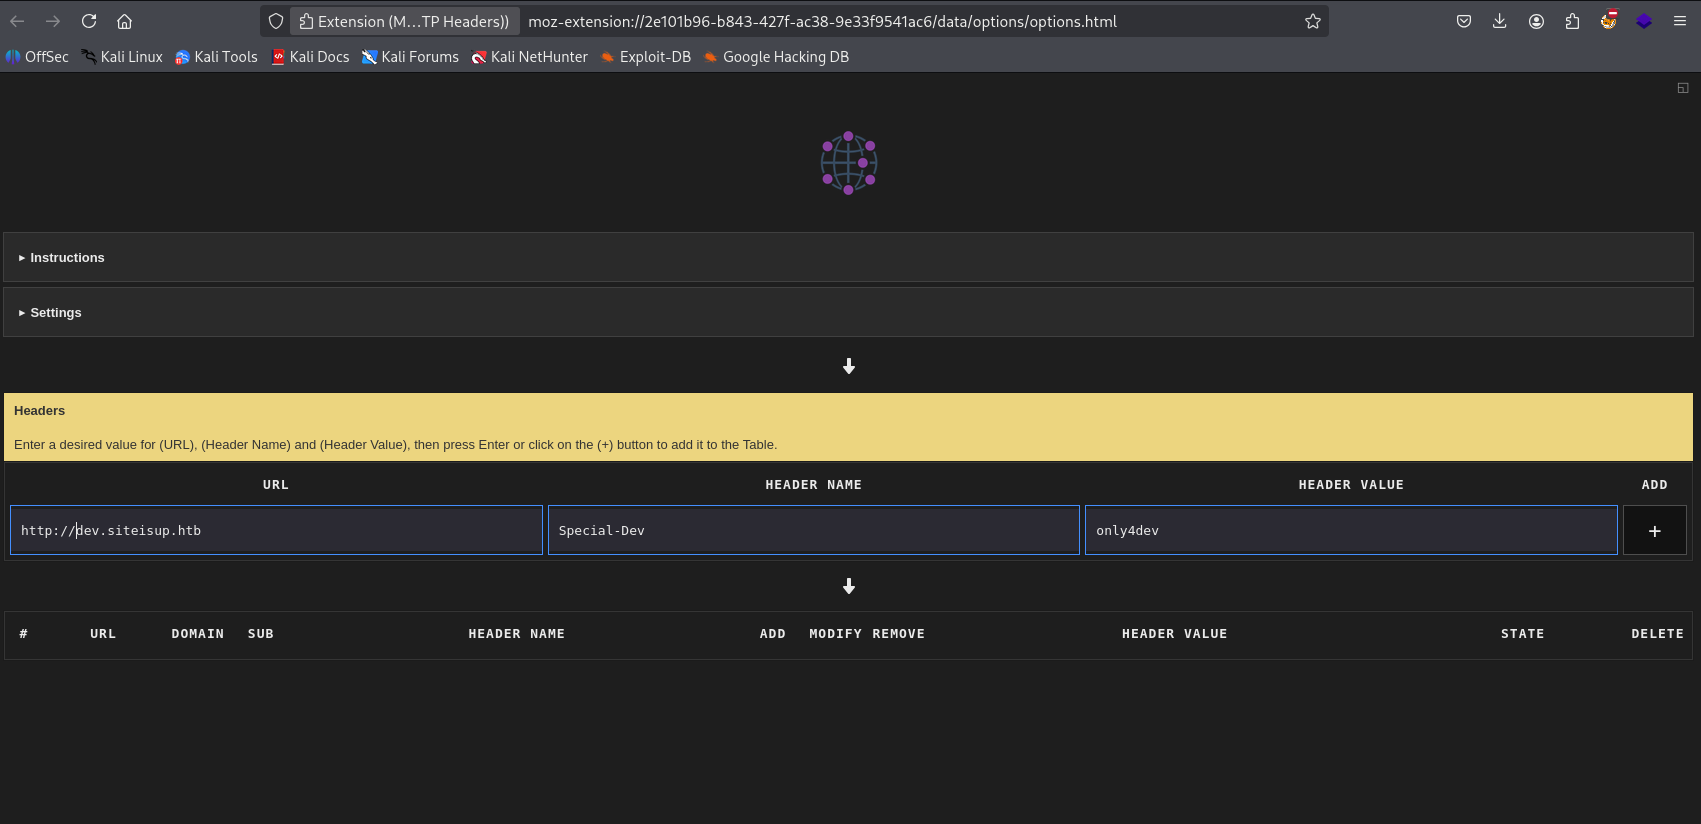 Extension (M...TP Headers)) moz-extension://2e101b96-b843-427f-ac38-9e33f9541ac6/data/options/options.html
OffSec Kali Linux Kali Tools Kali Docs Kali Forums Kali NetHunter Exploit-DB Google Hacking DB
Instructions
Settings
Headers
Enter a desired value for (URL), (Header Name) and (Header Value), then press Enter or click on the (+) button to add it to the Table.
URL HEADER NAME HEADER VALUE ADD
http://dev.siteisup.htb Special-Dev only4dev +
# URL DOMAIN SUB HEADER NAME ADD MODIFY REMOVE HEADER VALUE STATE DELETE